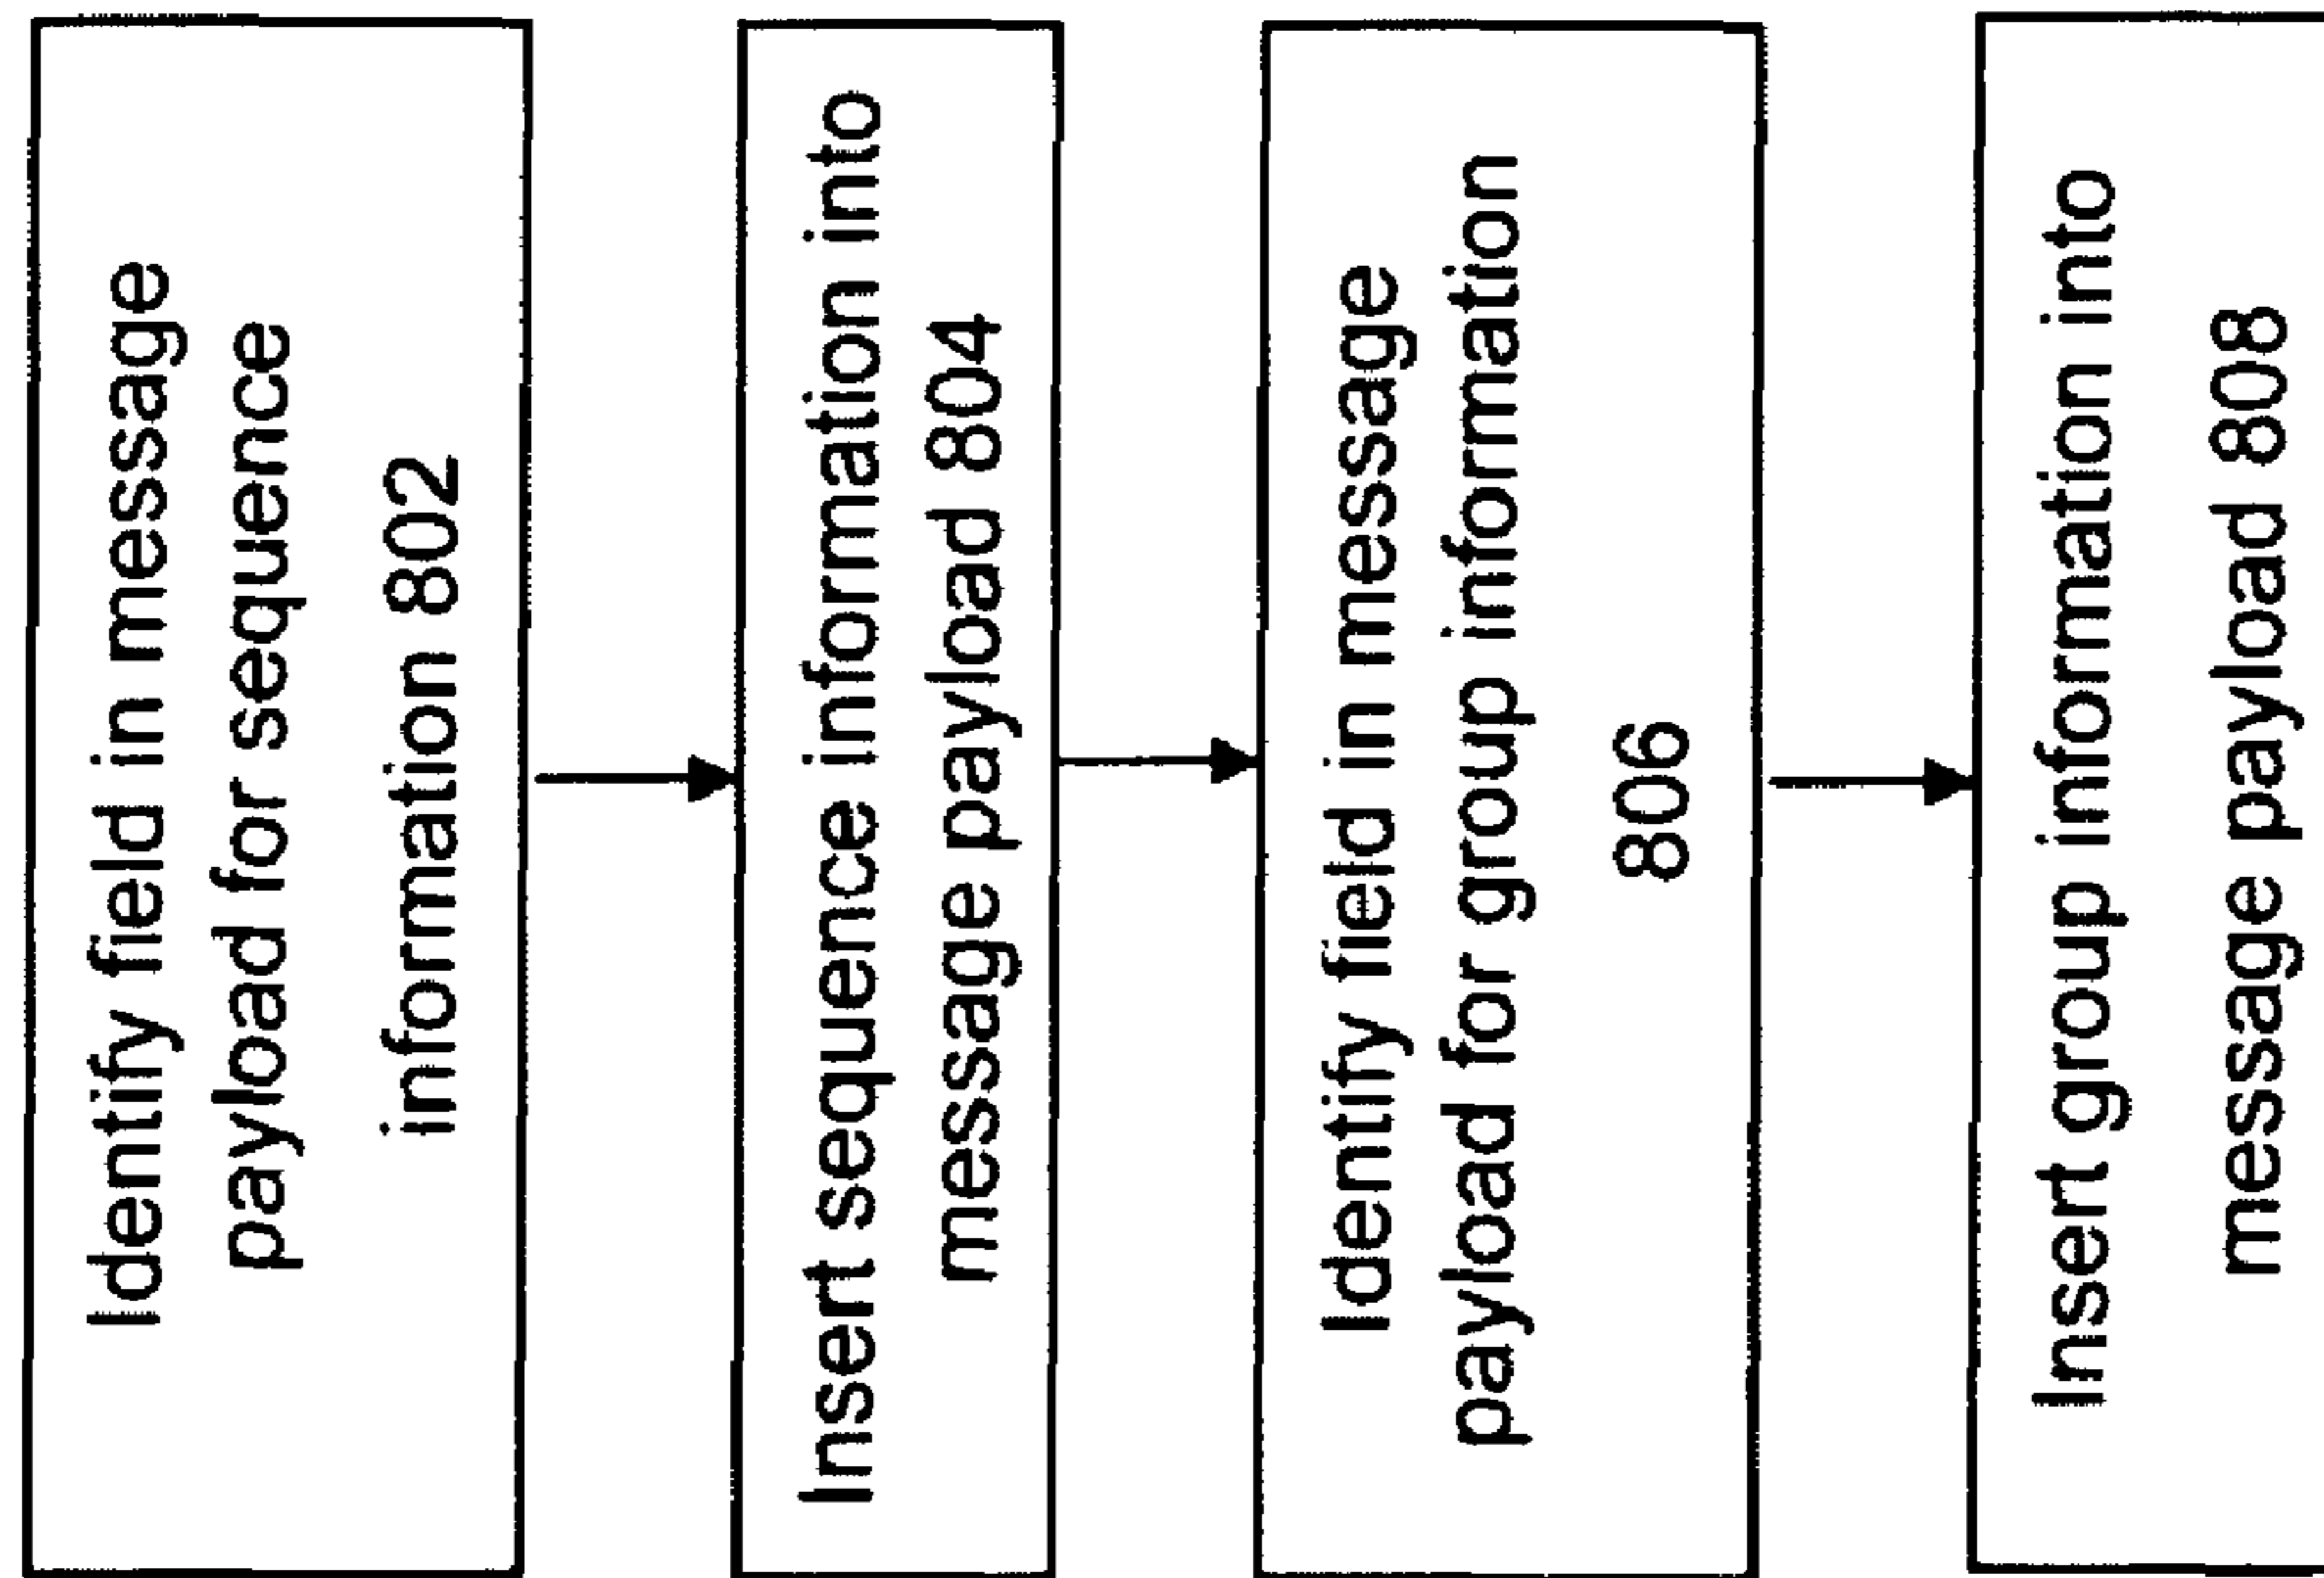 Identify field in message
payload for sequence
information 802
Insert sequence information into
message payload 804
Identify field in message
payload for group information
806
Insert group information into
message payload 808